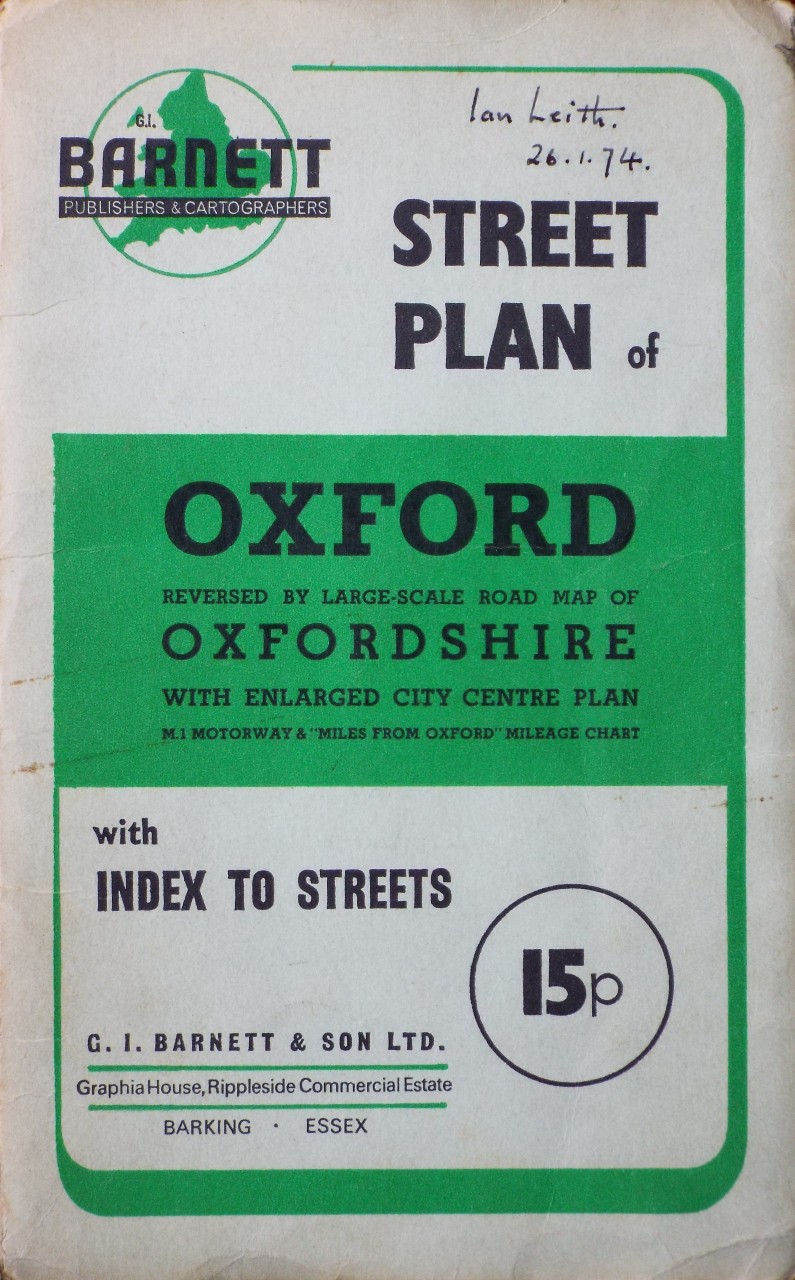 G.I.
BARNETT
PUBLISHERS & CARTOGRAPHERS
Ian Leith.
26.1.74.
STREET
PLAN of
OXFORD
REVERSED BY LARGE-SCALE ROAD MAP OF
OXFORDSHIRE
WITH ENLARGED CITY CENTRE PLAN
M.1 MOTORWAY & "MILES FROM OXFORD" MILEAGE CHART
with
INDEX TO STREETS
15p
G. I. BARNETT & SON LTD.
Graphia House, Rippleside Commercial Estate
BARKING · ESSEX